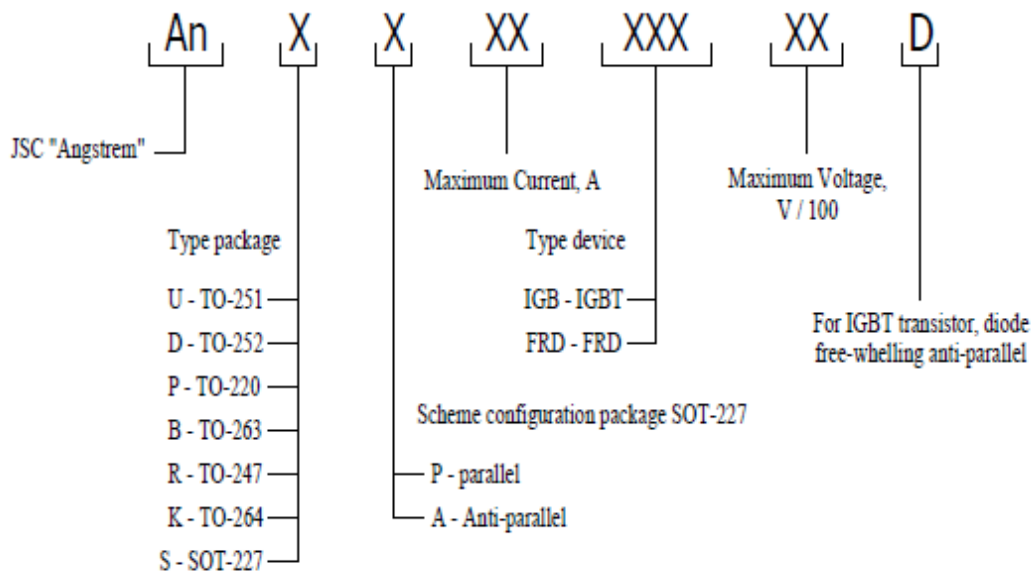 An X X XX XXX XX D
JSC "Angstrem"
Maximum Current, A
Maximum Voltage,
V / 100
Type package
Type device
U - TO-251
IGB - IGBT
D - TO-252
FRD - FRD
For IGBT transistor, diode
free-whelling anti-parallel
P - TO-220
B - TO-263
Scheme configuration package SOT-227
R - TO-247
P - parallel
K - TO-264
A - Anti-parallel
S - SOT-227